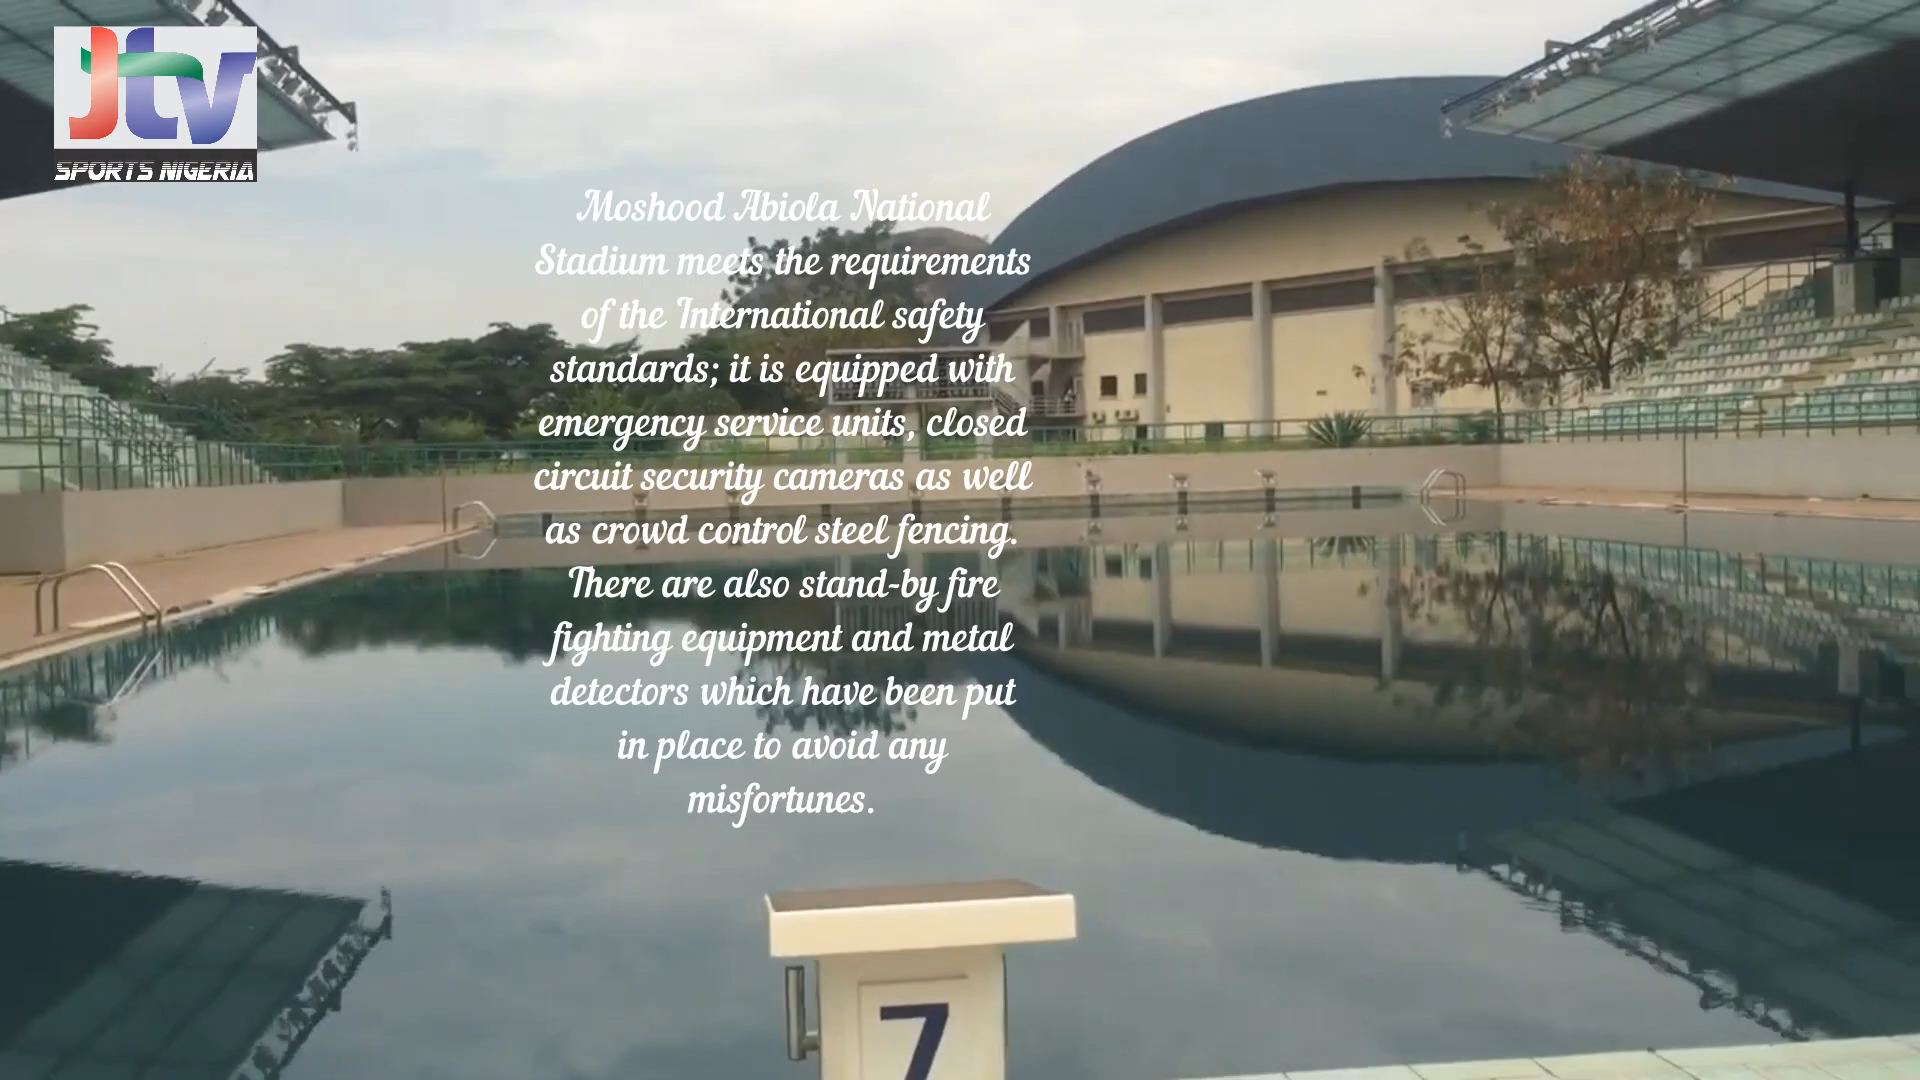 Jtv
SPORTS NIGERIA
Moshood Abiola National
Stadium meets the requirements
of the International safety
standards; it is equipped with
emergency service units, closed
circuit security cameras as well
as crowd control steel fencing.
There are also stand-by fire
fighting equipment and metal
detectors which have been put
in place to avoid any
misfortunes.
7